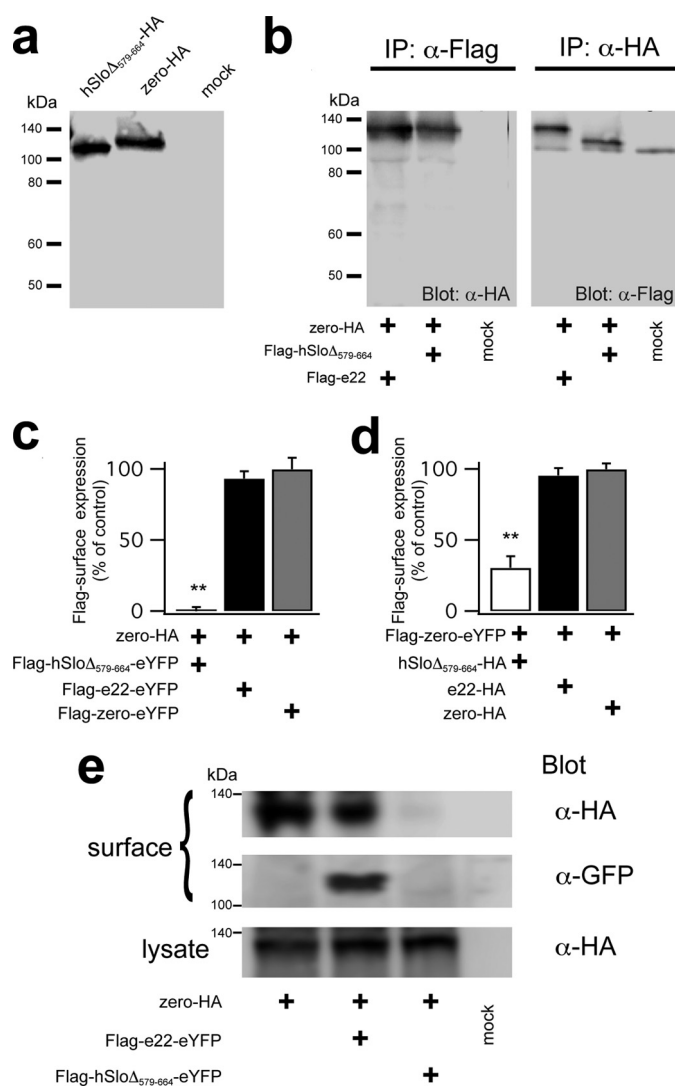 a
hSloΔ579-664-HA
zero-HA
mock
kDa
140
100
80
60
50
b
IP: α-Flag
IP: α-HA
kDa
140
100
80
60
50
Blot: α-HA
Blot: α-Flag
zero-HA + + + +
Flag-hSloΔ579-664 + +
Flag-e22 + +
mock
mock
c
Flag-surface expression
(% of control)
100
50
0
**
zero-HA + + +
Flag-hSloΔ579-664-eYFP +
Flag-e22-eYFP +
Flag-zero-eYFP +
d
Flag-surface expression
(% of control)
100
50
0
**
Flag-zero-eYFP + + +
hSloΔ579-664-HA +
e22-HA +
zero-HA +
e
kDa
Blot
surface
140
α-HA
140
100
α-GFP
lysate
140
α-HA
zero-HA + + +
Flag-e22-eYFP +
Flag-hSloΔ579-664-eYFP +
mock